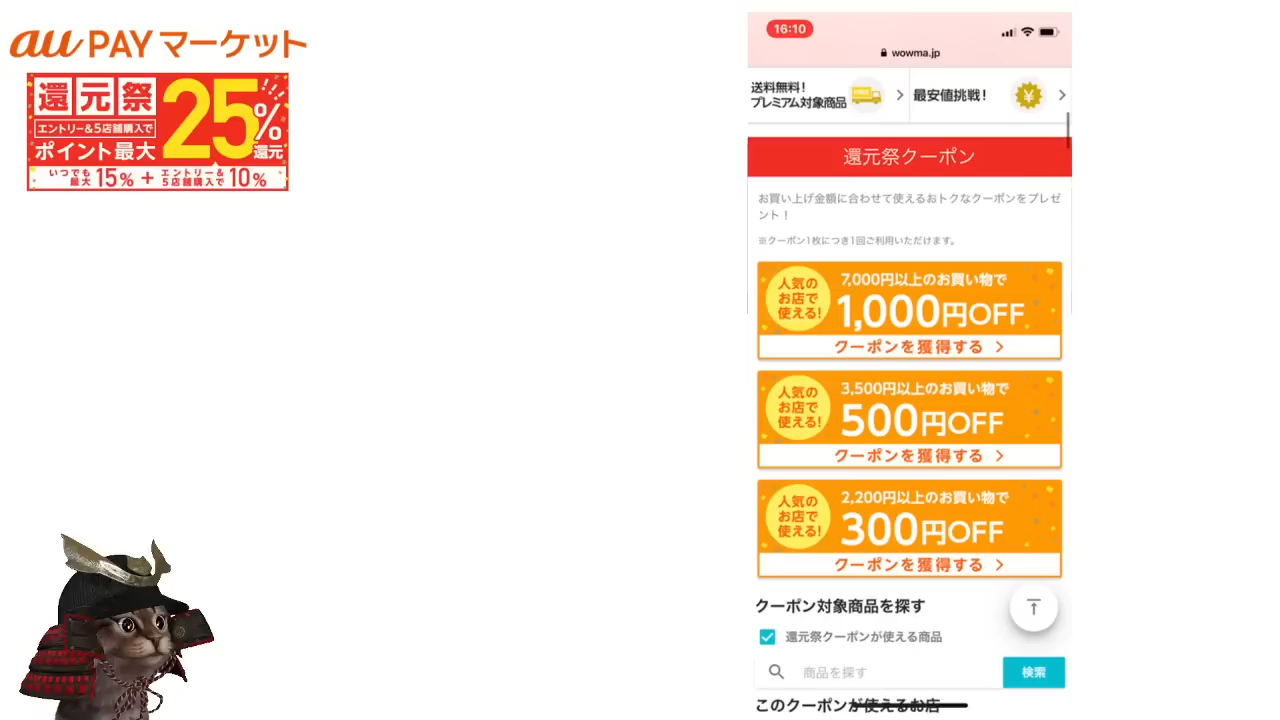 au PAY マーケット
還元祭
エントリー&5店舗購入で
ポイント最大
25%還元
いつでも最大15% + エントリー&5店舗購入で10%
16:10
wowma.jp
送料無料!
プレミアム対象商品
最安値挑戦!
還元祭クーポン
お買い上げ金額に合わせて使えるおトクなクーポンをプレゼ
ント!
※クーポン1枚につき1回ご利用いただけます。
人気の
お店で
使える!
7,000円以上のお買い物で
1,000円OFF
クーポンを獲得する
人気の
お店で
使える!
3,500円以上のお買い物で
500円OFF
クーポンを獲得する
人気の
お店で
使える!
2,200円以上のお買い物で
300円OFF
クーポンを獲得する
クーポン対象商品を探す
還元祭クーポンが使える商品
商品を探す
検索
このクーポンが使えるお店